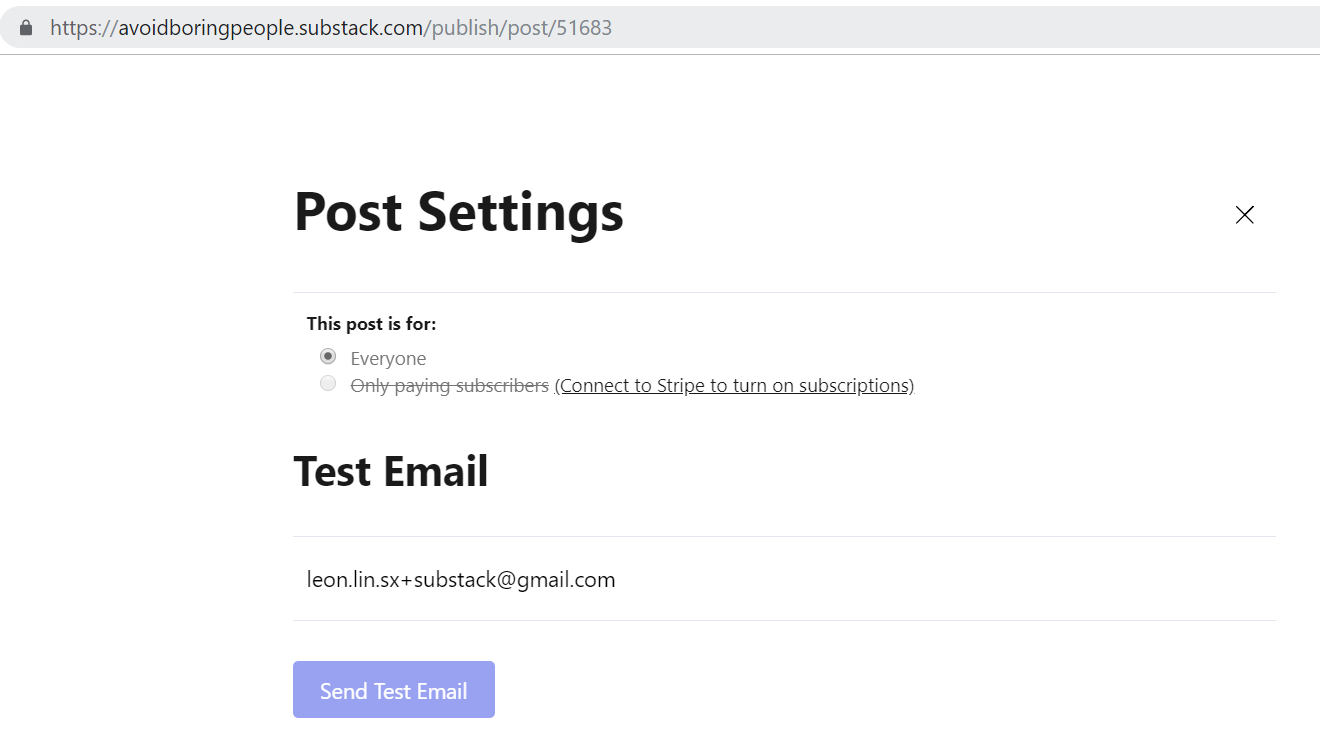 https://avoidboringpeople.substack.com/publish/post/51683
Post Settings
This post is for:
Everyone
Only paying subscribers (Connect to Stripe to turn on subscriptions)
Test Email
leon.lin.sx+substack@gmail.com
Send Test Email